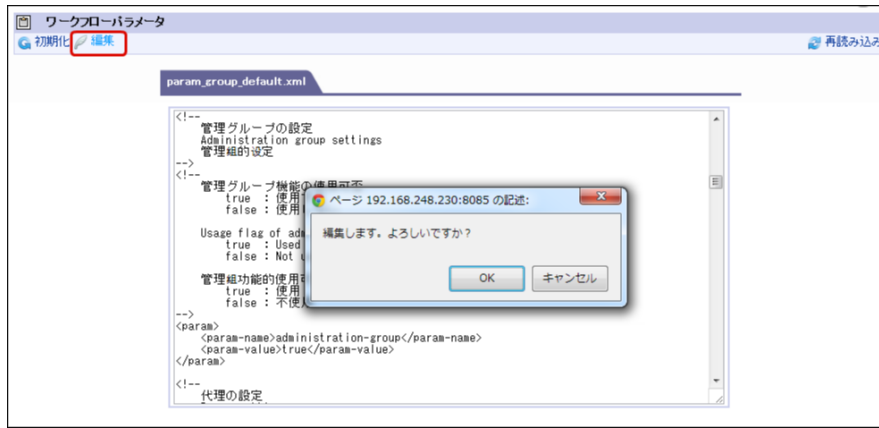 ワークフローパラメータ
初期化 編集 再読み込み
param_group_default.xml
<!--
管理グループの設定
Administration group settings
管理組的设定
-->
<!--
管理グループ機能の使用可否
true : 使用
false : 使用
Usage flag of adm
true : Used
false : Not u
管理組功能的使用可
true : 使用
false : 不使用
-->
<param>
<param-name>administration-group</param-name>
<param-value>true</param-value>
</param>
<!--
代理の設定
ページ 192.168.248.230:8085 の記述:
編集します。よろしいですか？
OK キャンセル